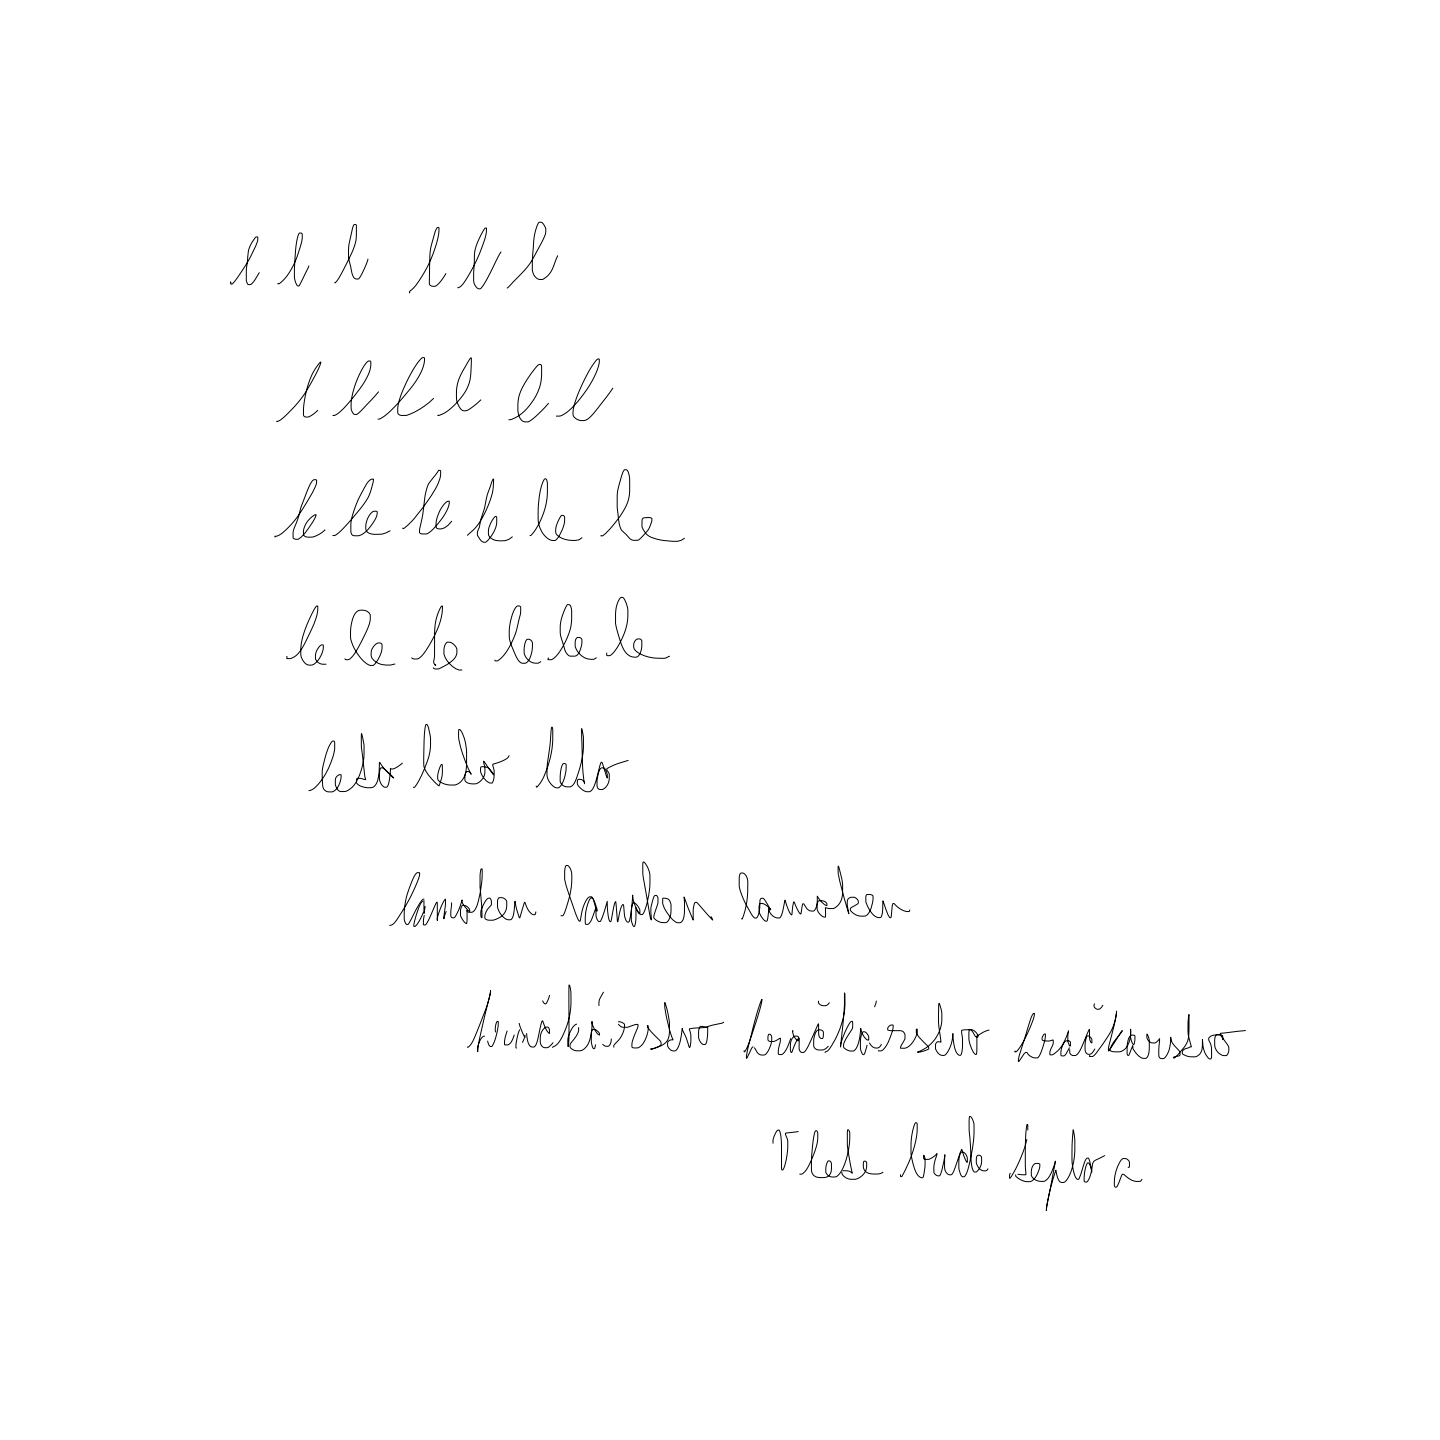 l l l l l l
l l l l l l
le le le le le le
le le le le le le
leto leto leto
lamoken lamoken lamoken
hračkárstvo hračkárstvo hračkarstvo
V lete bude teplo a